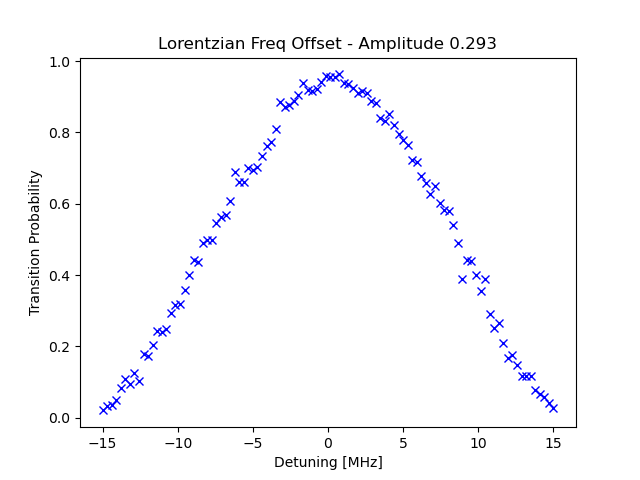 Lorentzian Freq Offset - Amplitude 0.293
1.0
0.8
0.6
0.4
0.2
0.0
Transition Probability
−15 −10 −5 0 5 10 15
Detuning [MHz]